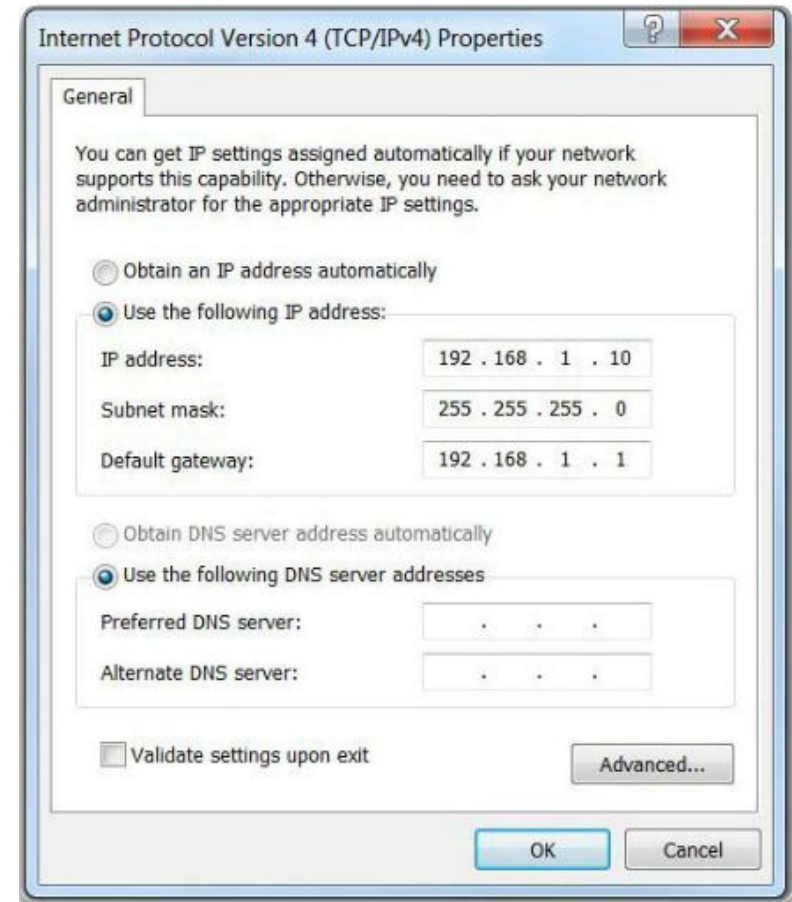 Internet Protocol Version 4 (TCP/IPv4) Properties
General
You can get IP settings assigned automatically if your network
supports this capability. Otherwise, you need to ask your network
administrator for the appropriate IP settings.
Obtain an IP address automatically
Use the following IP address:
IP address: 192 . 168 . 1 . 10
Subnet mask: 255 . 255 . 255 . 0
Default gateway: 192 . 168 . 1 . 1
Obtain DNS server address automatically
Use the following DNS server addresses
Preferred DNS server: . . .
Alternate DNS server: . . .
Validate settings upon exit
Advanced...
OK Cancel